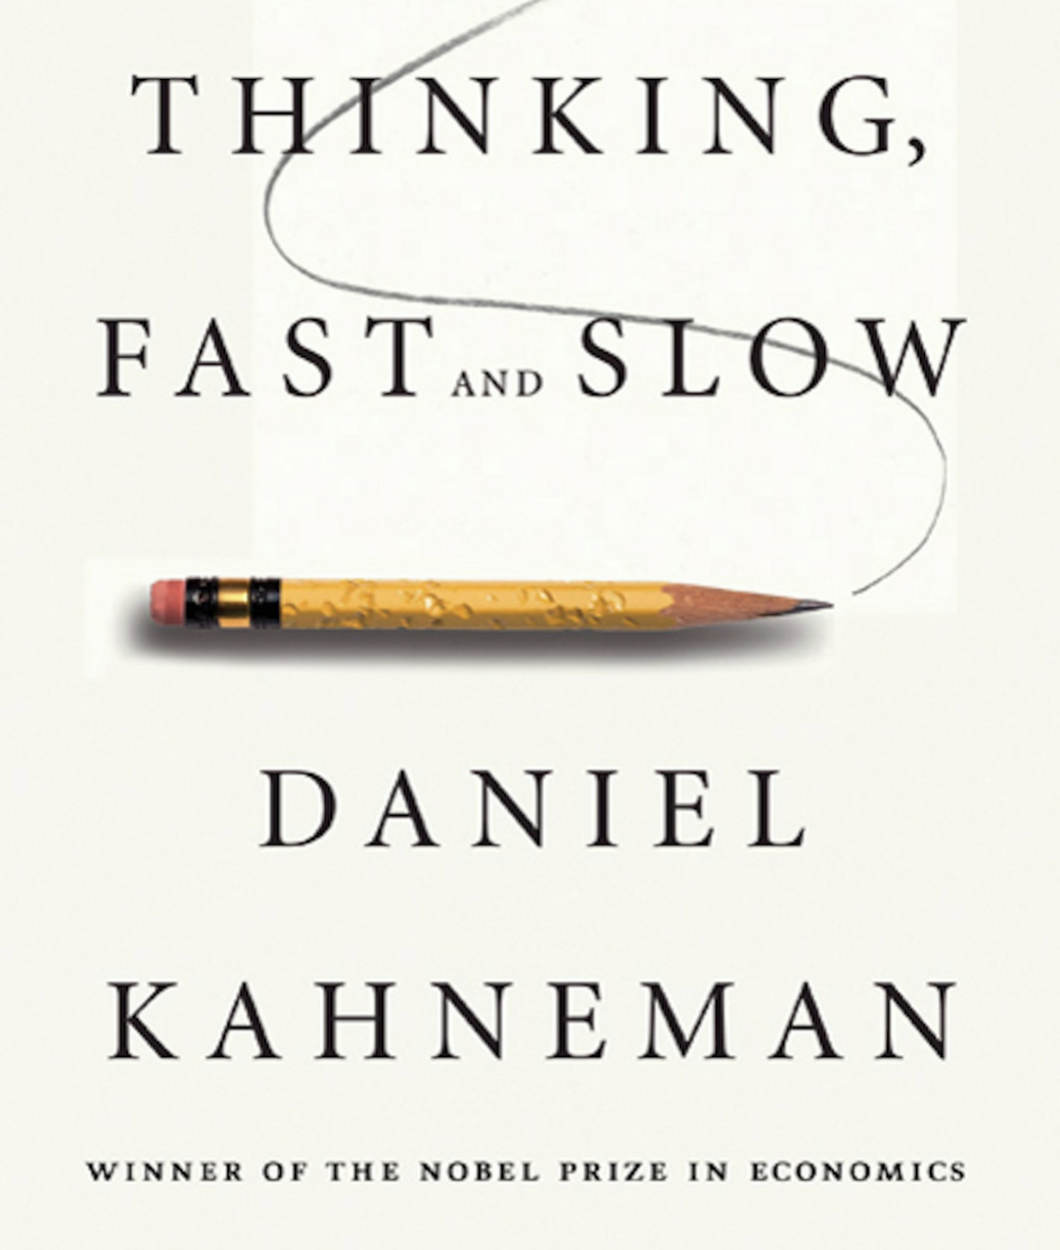 THINKING,
FAST AND SLOW
DANIEL
KAHNEMAN
WINNER OF THE NOBEL PRIZE IN ECONOMICS